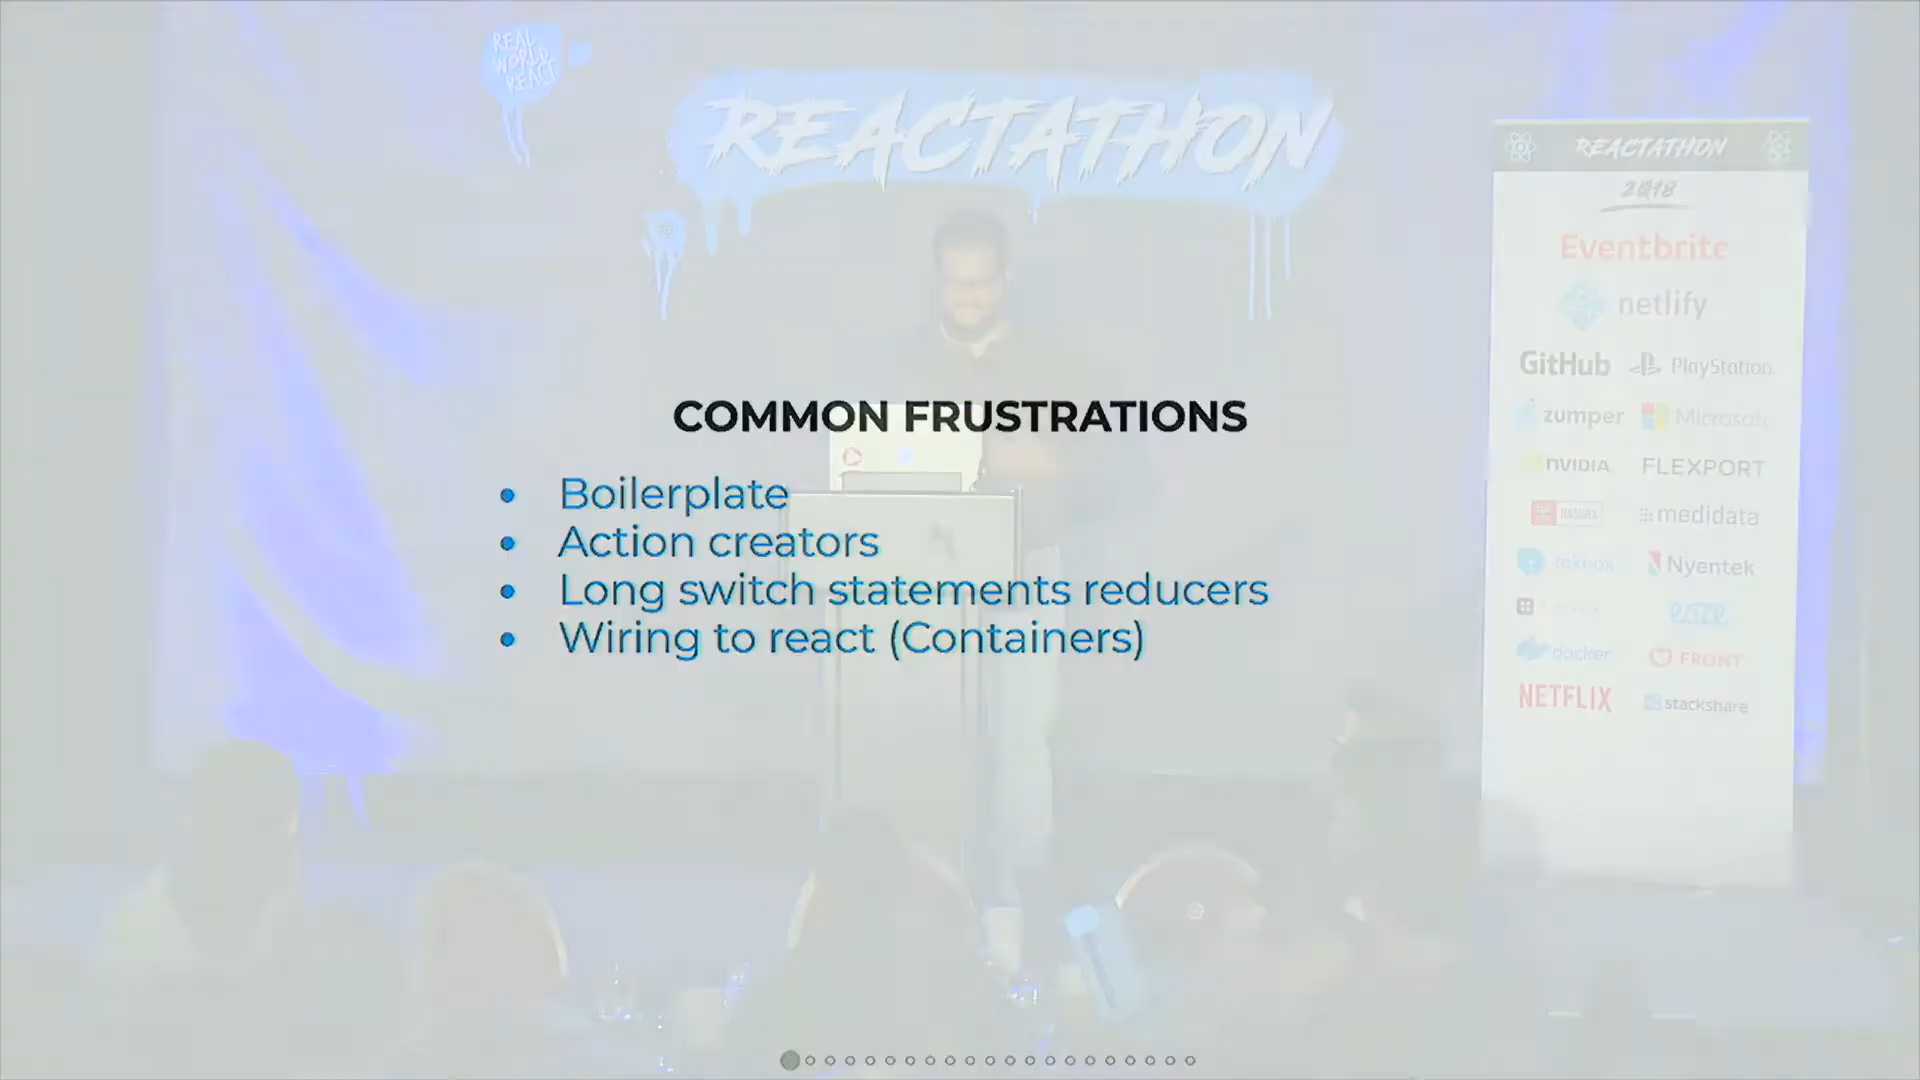 REAL
WORLD
REACT
REACTATHON
REACTATHON
2018
Eventbrite
netlify
GitHub PlayStation
zumper Microsoft
NVIDIA FLEXPORT
HASURA medidata
Nyentek
docker FRONT
NETFLIX stackshare
COMMON FRUSTRATIONS
• Boilerplate
• Action creators
• Long switch statements reducers
• Wiring to react (Containers)